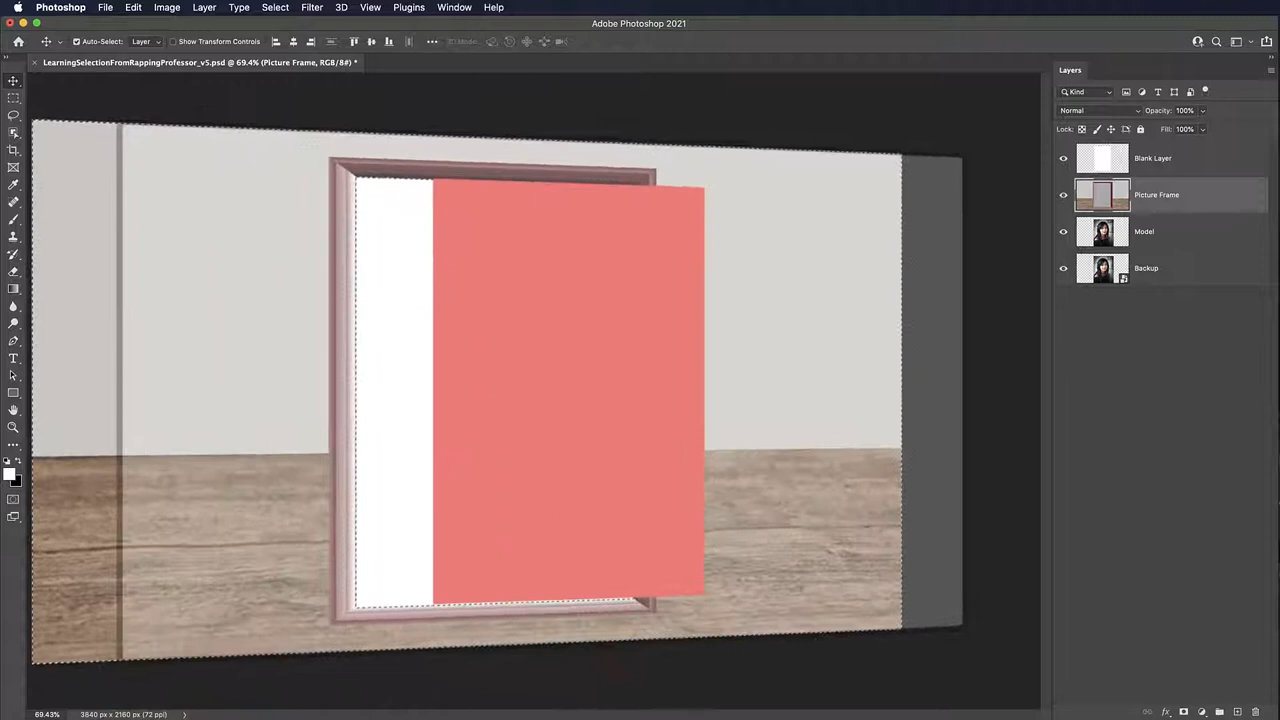 Photoshop File Edit Image Layer Type Select Filter 3D View Plugins Window Help
Adobe Photoshop 2021
Auto-Select: Layer Show Transform Controls 3D Mode:
LearningSelectionFromRappingProfessor_v5.psd @ 69.4% (Picture Frame, RGB/8#) *
Layers
Kind
Normal Opacity: 100%
Lock: Fill: 100%
Blank Layer
Picture Frame
Model
Backup
69.43% 3840 px x 2160 px (72 ppi)